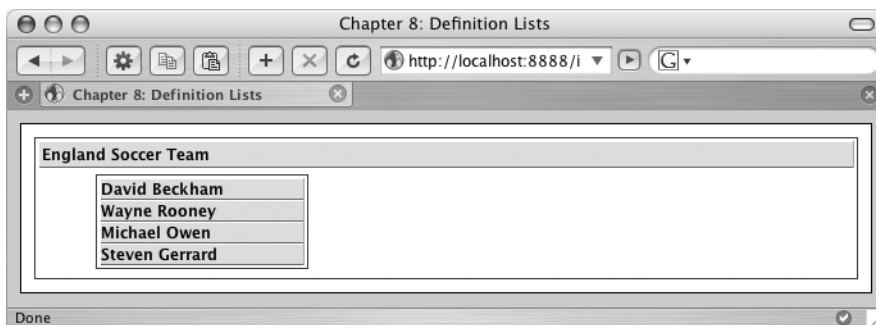 Chapter 8: Definition Lists
http://localhost:8888/i
G
Chapter 8: Definition Lists
England Soccer Team
David Beckham
Wayne Rooney
Michael Owen
Steven Gerrard
Done